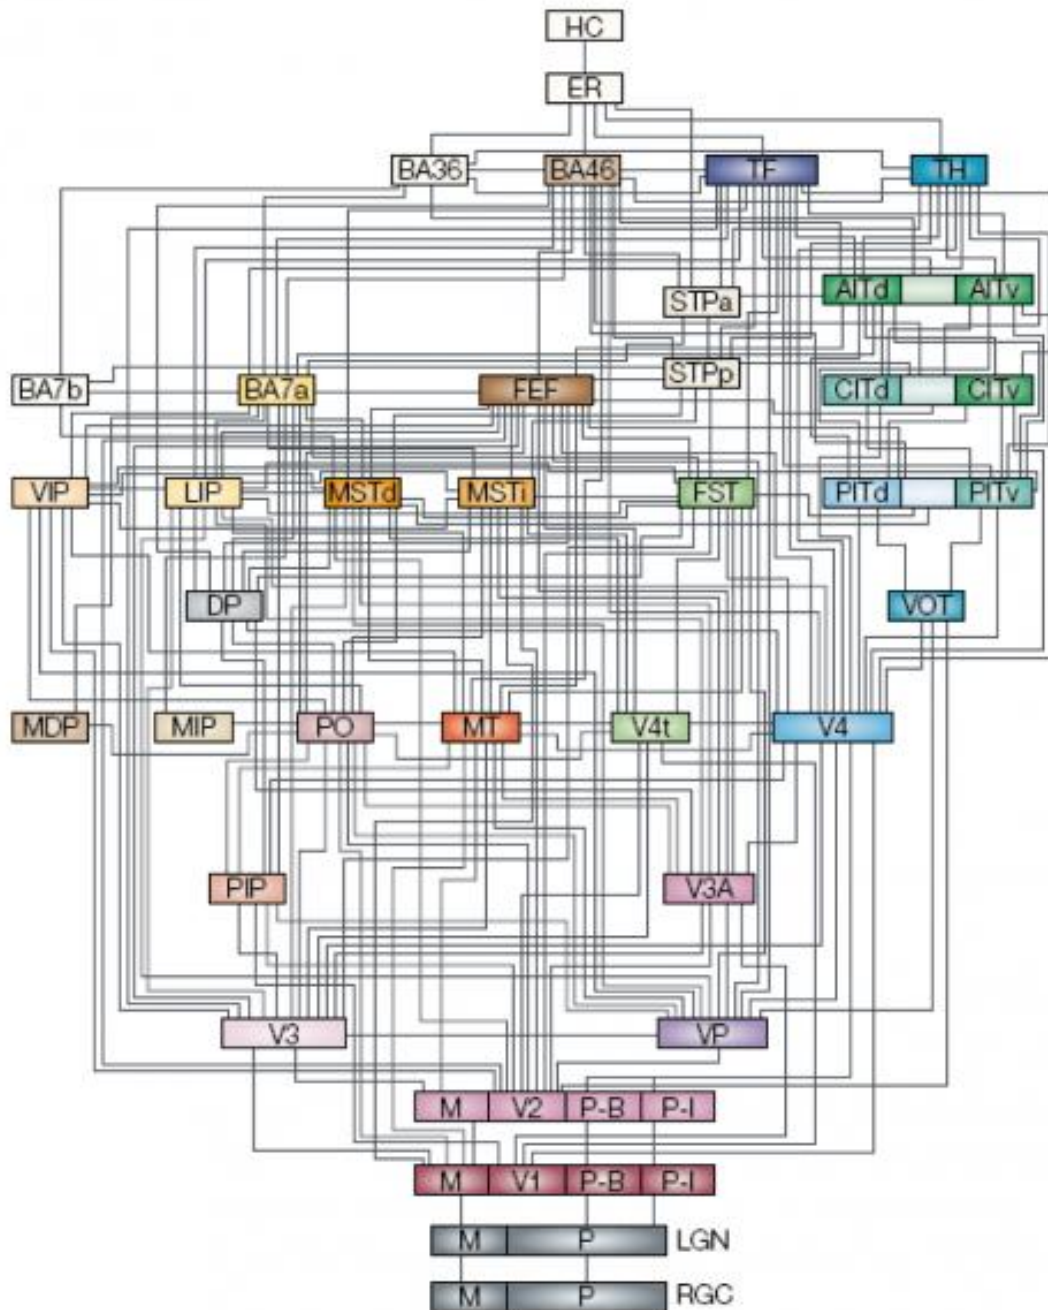 HC
ER
BA36 BA46 TF TH
STPa AITd AITv
BA7b BA7a FEF STPp CITd CITv
VIP LIP MSTd MSTi FST PITd PITv
DP VOT
MDP MIP PO MT V4t V4
PIP V3A
V3 VP
M V2 P-B P-I
M V1 P-B P-I
M P LGN
M P RGC